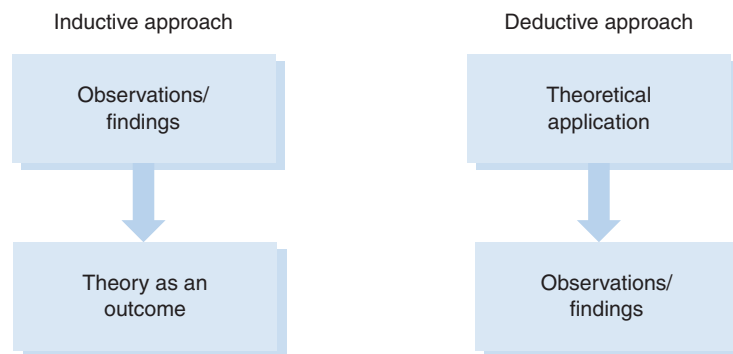 Inductive approach
Observations/
findings
Theory as an
outcome
Deductive approach
Theoretical
application
Observations/
findings